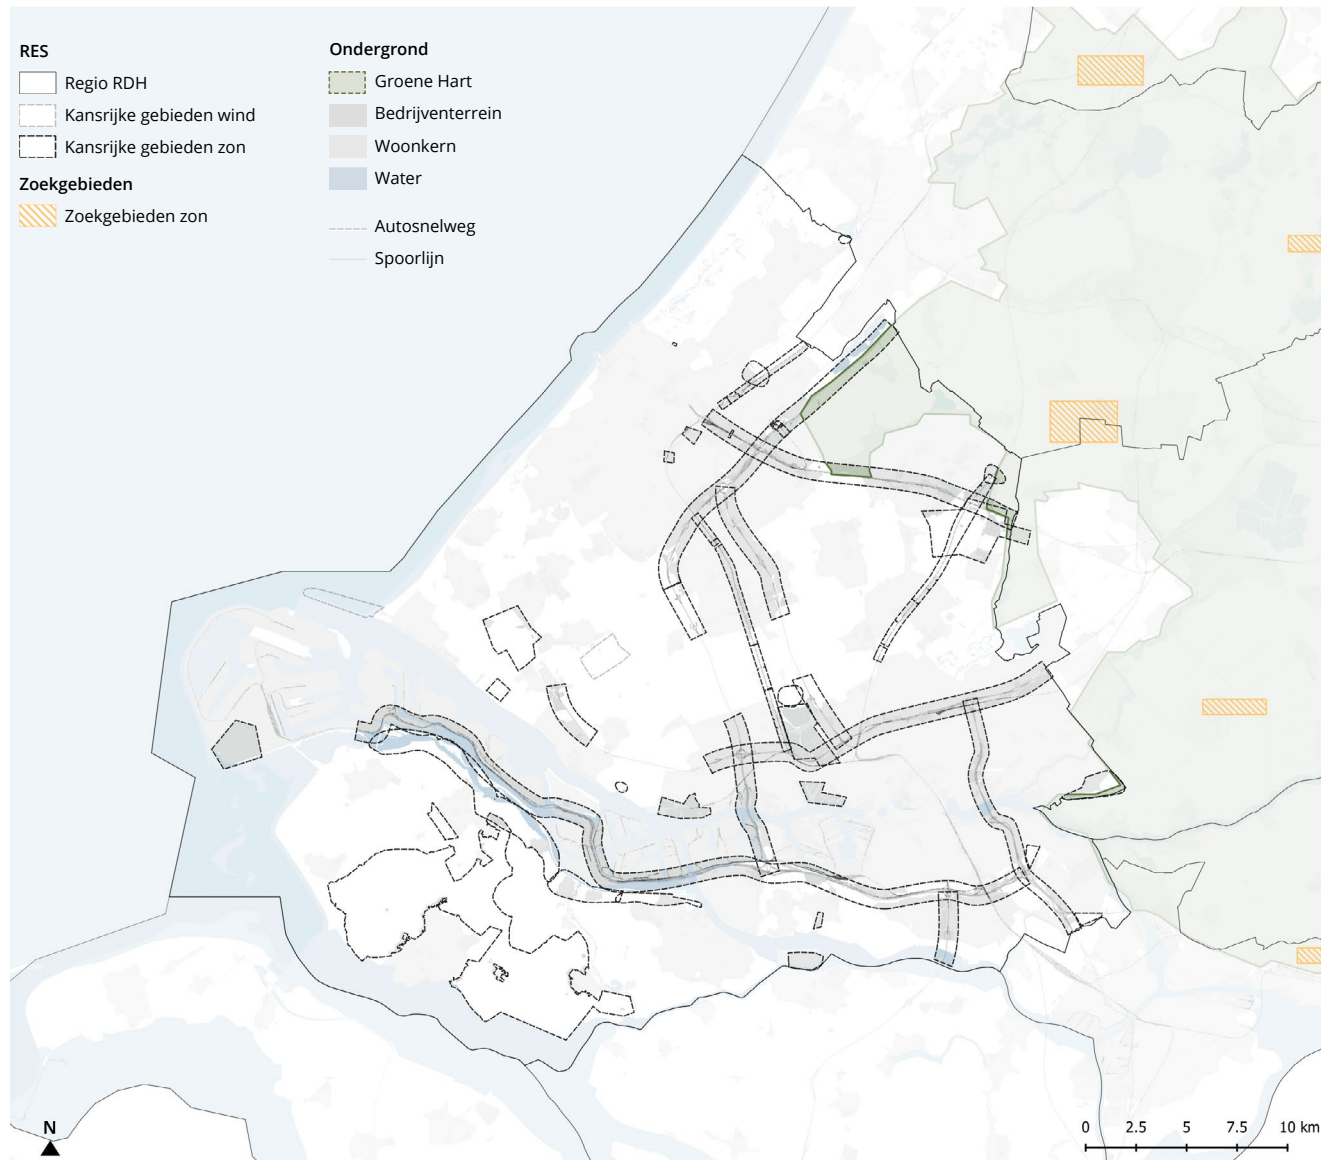 RES
Regio RDH
Kansrijke gebieden wind
Kansrijke gebieden zon
Zoekgebieden
Zoekgebieden zon
Ondergrond
Groene Hart
Bedrijventerrein
Woonkern
Water
Autosnelweg
Spoorlijn
N
0 2.5 5 7.5 10 km